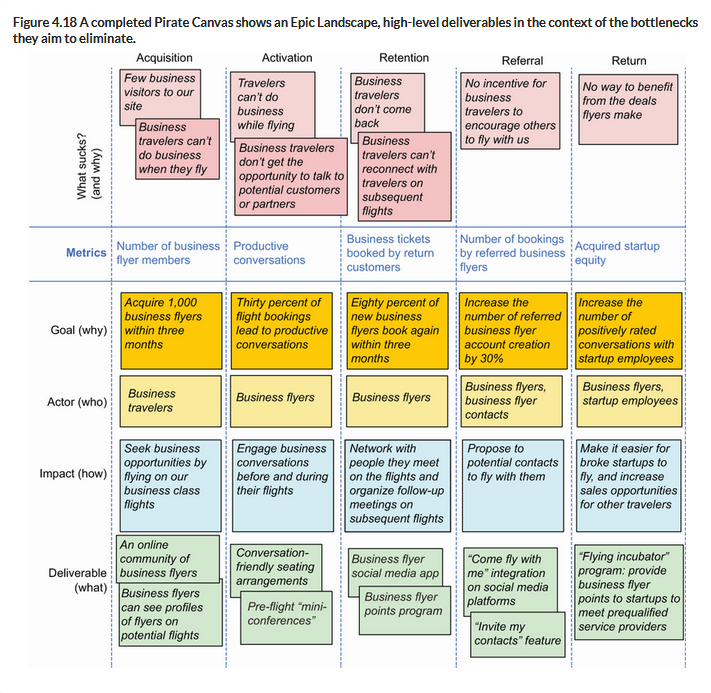 Figure 4.18 A completed Pirate Canvas shows an Epic Landscape, high-level deliverables in the context of the bottlenecks
they aim to eliminate.
Acquisition
Activation
Retention
Referral
Return
What sucks?
(and why)
Few business
visitors to our
site
Business
travelers can't
do business
when they fly
Travelers
can't do
business
while flying
Business travelers
don't get the
opportunity to talk to
potential customers
or partners
Business
travelers
don't come
back
Business
travelers can't
reconnect with
travelers on
subsequent
flights
No incentive for
business
travelers to
encourage others
to fly with us
No way to benefit
from the deals
flyers make
Metrics
Number of business
flyer members
Productive
conversations
Business tickets
booked by return
customers
Number of bookings
by referred business
flyers
Acquired startup
equity
Goal (why)
Acquire 1,000
business flyers
within three
months
Thirty percent of
flight bookings
lead to productive
conversations
Eighty percent of
new business
flyers book again
within three
months
Increase the
number of referred
business flyer
account creation
by 30%
Increase the
number of
positively rated
conversations with
startup employees
Actor (who)
Business
travelers
Business flyers
Business flyers
Business flyers,
business flyer
contacts
Business flyers,
startup employees
Impact (how)
Seek business
opportunities by
flying on our
business class
flights
Engage business
conversations
before and during
their flights
Network with
people they meet
on the flights and
organize follow-up
meetings on
subsequent flights
Propose to
potential contacts
to fly with them
Make it easier for
broke startups to
fly, and increase
sales opportunities
for other travelers
Deliverable
(what)
An online
community of
business flyers
Business flyers
can see profiles
of flyers on
potential flights
Conversation-
friendly seating
arrangements
Pre-flight "mini-
conferences"
Business flyer
social media app
Business flyer
points program
"Come fly with
me" integration
on social media
platforms
"Invite my
contacts" feature
"Flying incubator"
program: provide
business flyer
points to startups to
meet prequalified
service providers